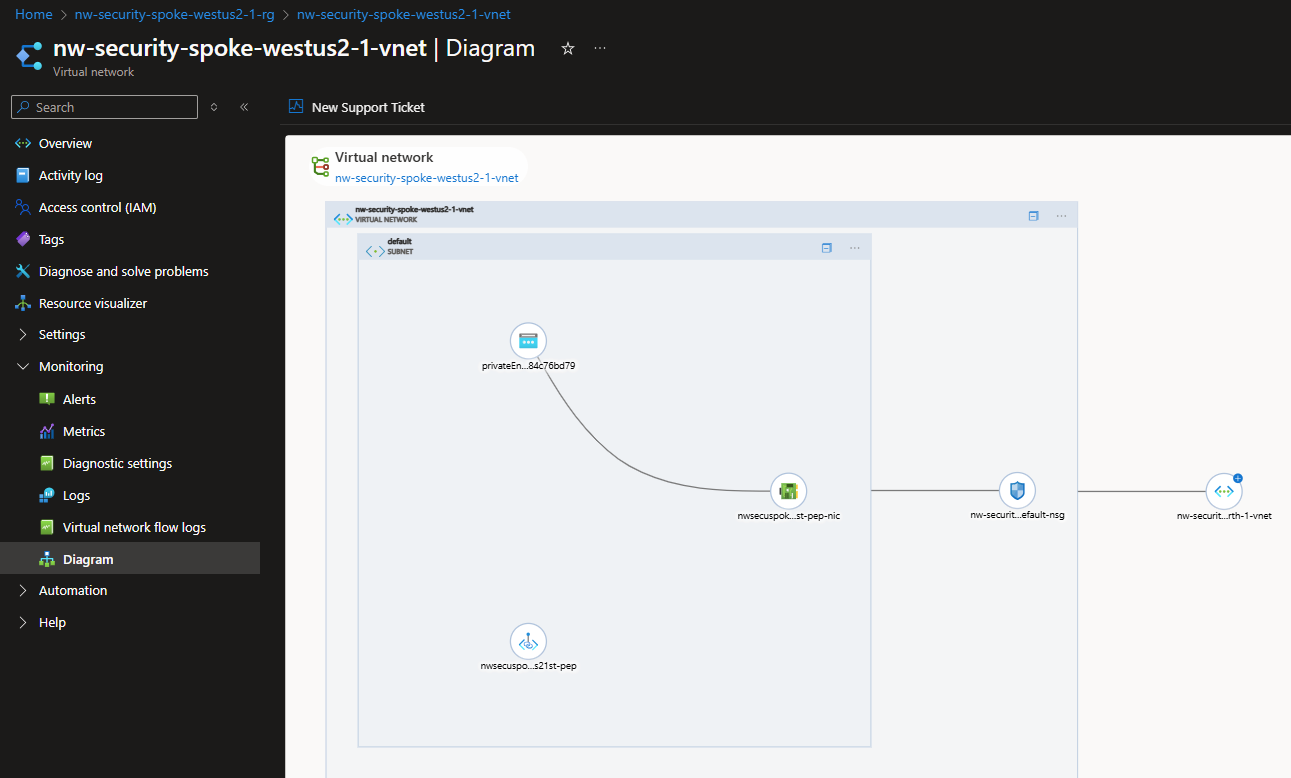 Home > nw-security-spoke-westus2-1-rg > nw-security-spoke-westus2-1-vnet
nw-security-spoke-westus2-1-vnet | Diagram
Virtual network
Search
New Support Ticket
Overview
Activity log
Access control (IAM)
Tags
Diagnose and solve problems
Resource visualizer
Settings
Monitoring
Alerts
Metrics
Diagnostic settings
Logs
Virtual network flow logs
Diagram
Automation
Help
Virtual network
nw-security-spoke-westus2-1-vnet
nw-security-spoke-westus2-1-vnet
VIRTUAL NETWORK
default
SUBNET
privateEn...84c76bd79
nwsecuspok...st-pep-nic
nw-securit...efault-nsg
nw-securit...rth-1-vnet
nwsecuspo...s21st-pep